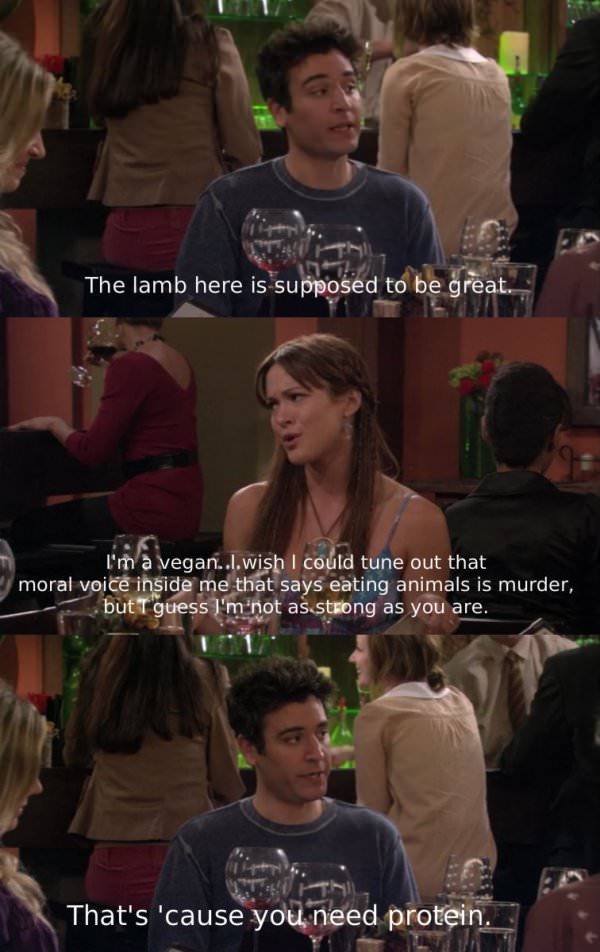 The lamb here is supposed to be great.
I'm a vegan..I wish I could tune out that
moral voice inside me that says eating animals is murder,
but I guess I'm not as strong as you are.
That's 'cause you need protein.